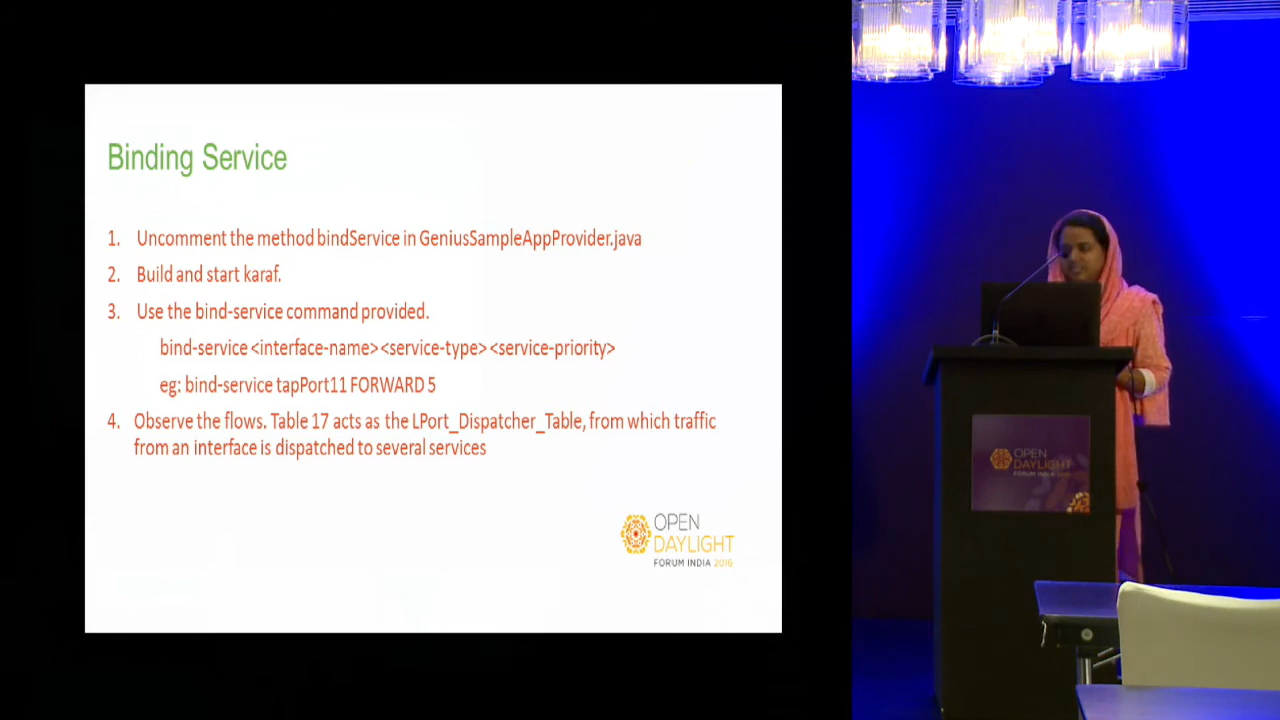 Binding Service
1. Uncomment the method bindService in GeniusSampleAppProvider.java
2. Build and start karaf.
3. Use the bind-service command provided.
bind-service <interface-name><service-type><service-priority>
eg: bind-service tapPort11 FORWARD 5
4. Observe the flows. Table 17 acts as the LPort_Dispatcher_Table, from which traffic
from an interface is dispatched to several services
OPEN
DAYLIGHT
FORUM INDIA 2016
OPEN
DAYLIGHT
FORUM INDIA 2016